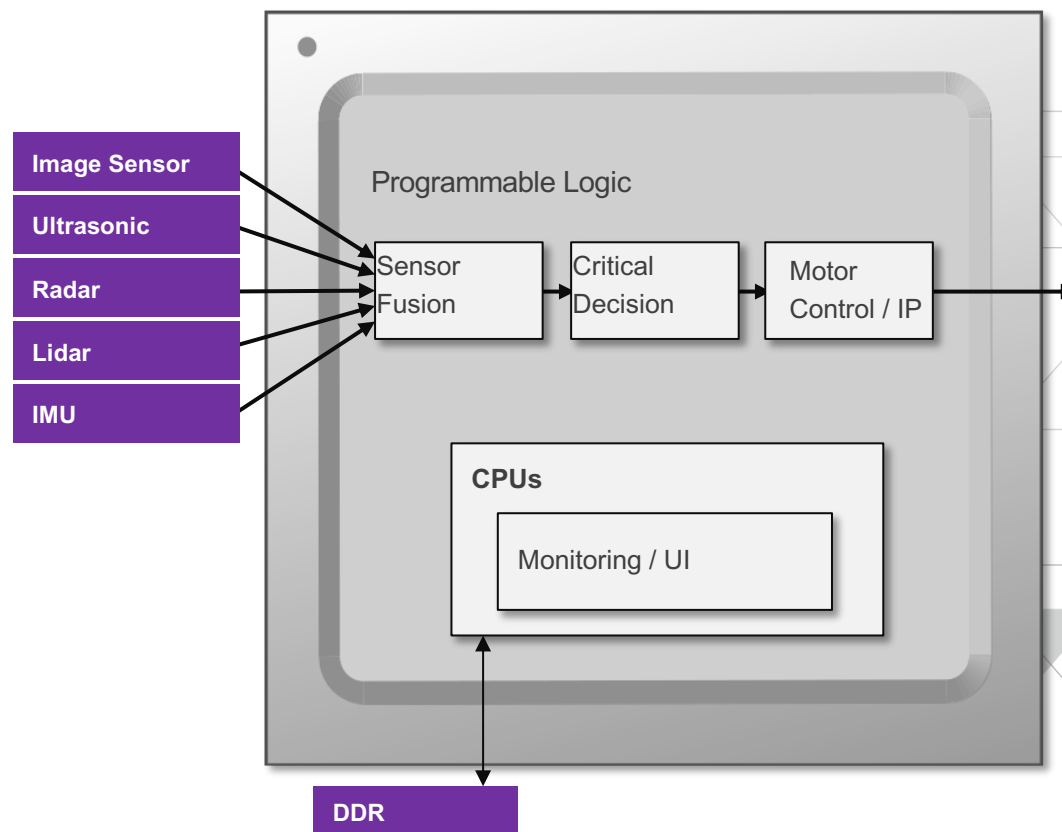 Image Sensor
Ultrasonic
Radar
Lidar
IMU
Programmable Logic
Sensor
Fusion
Critical
Decision
Motor
Control / IP
CPUs
Monitoring / UI
DDR